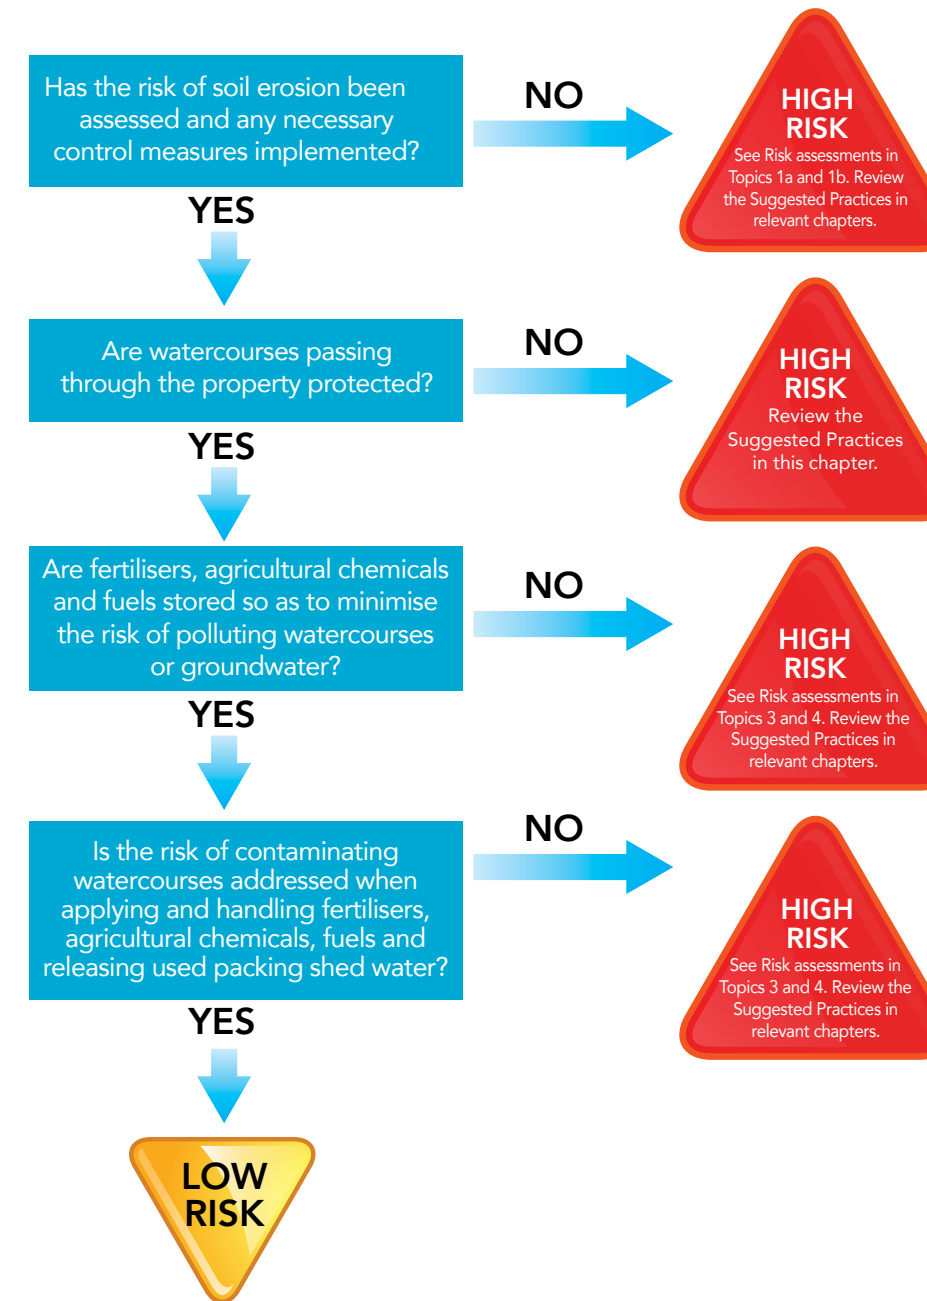 Has the risk of soil erosion been
assessed and any necessary
control measures implemented?
NO
HIGH
RISK
See Risk assessments in
Topics 1a and 1b. Review
the Suggested Practices in
relevant chapters.
YES
Are watercourses passing
through the property protected?
NO
HIGH
RISK
Review the
Suggested Practices
in this chapter.
YES
Are fertilisers, agricultural chemicals
and fuels stored so as to minimise
the risk of polluting watercourses
or groundwater?
NO
HIGH
RISK
See Risk assessments in
Topics 3 and 4. Review the
Suggested Practices in
relevant chapters.
YES
Is the risk of contaminating
watercourses addressed when
applying and handling fertilisers,
agricultural chemicals, fuels and
releasing used packing shed water?
NO
HIGH
RISK
See Risk assessments in
Topics 3 and 4. Review the
Suggested Practices in
relevant chapters.
YES
LOW
RISK